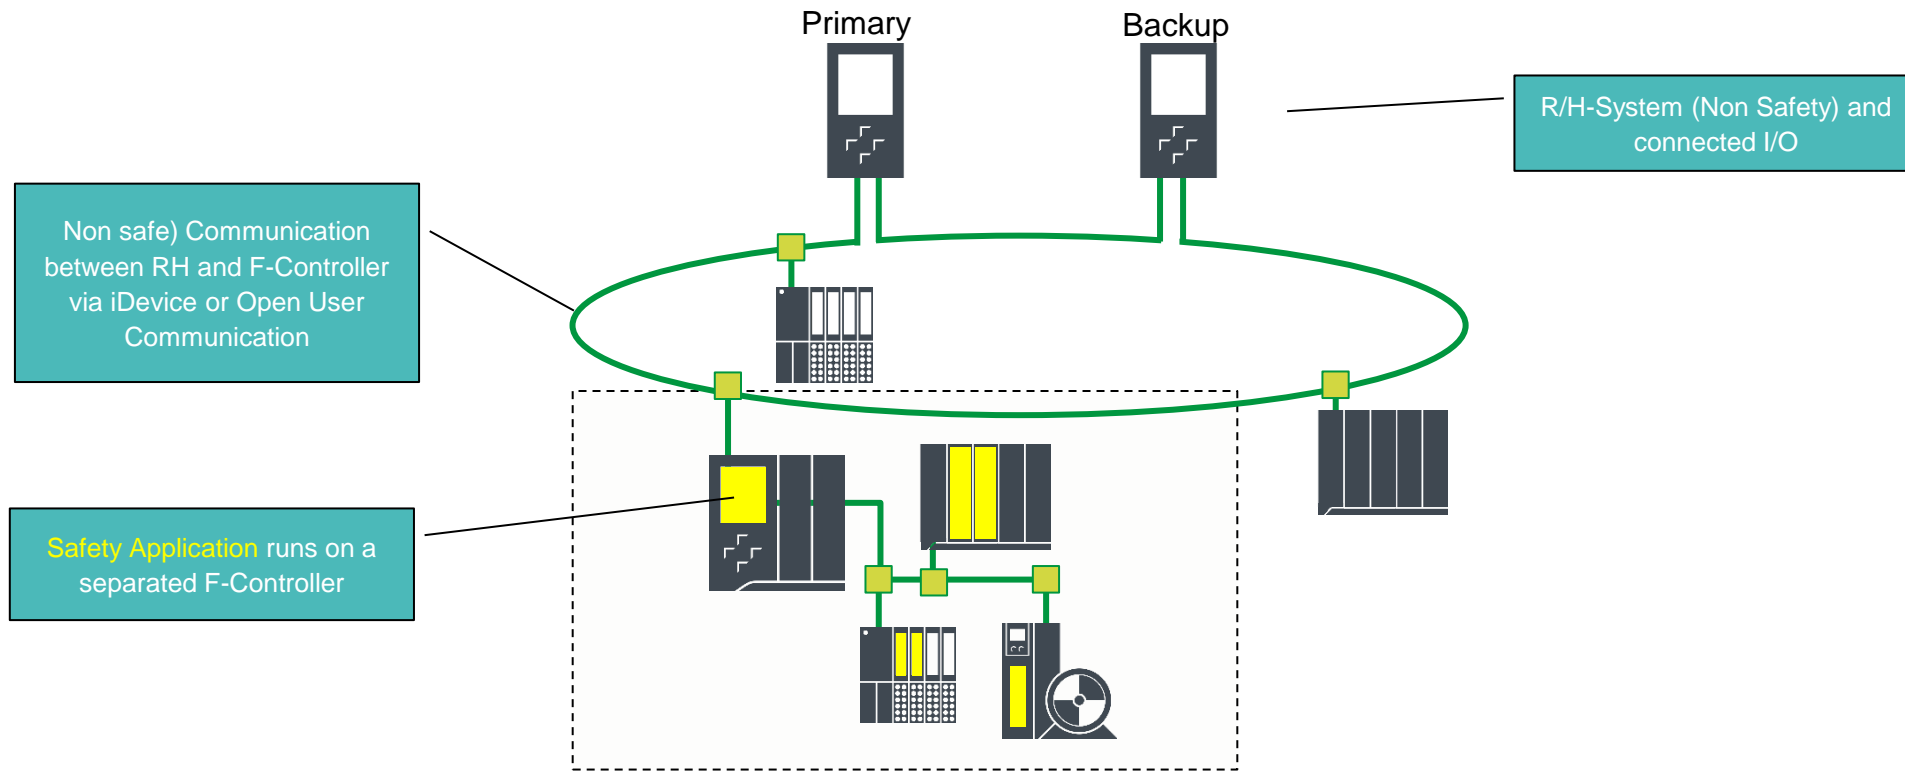 Primary
Backup
R/H-System (Non Safety) and
connected I/O
Non safe) Communication
between RH and F-Controller
via iDevice or Open User
Communication
Safety Application runs on a
separated F-Controller